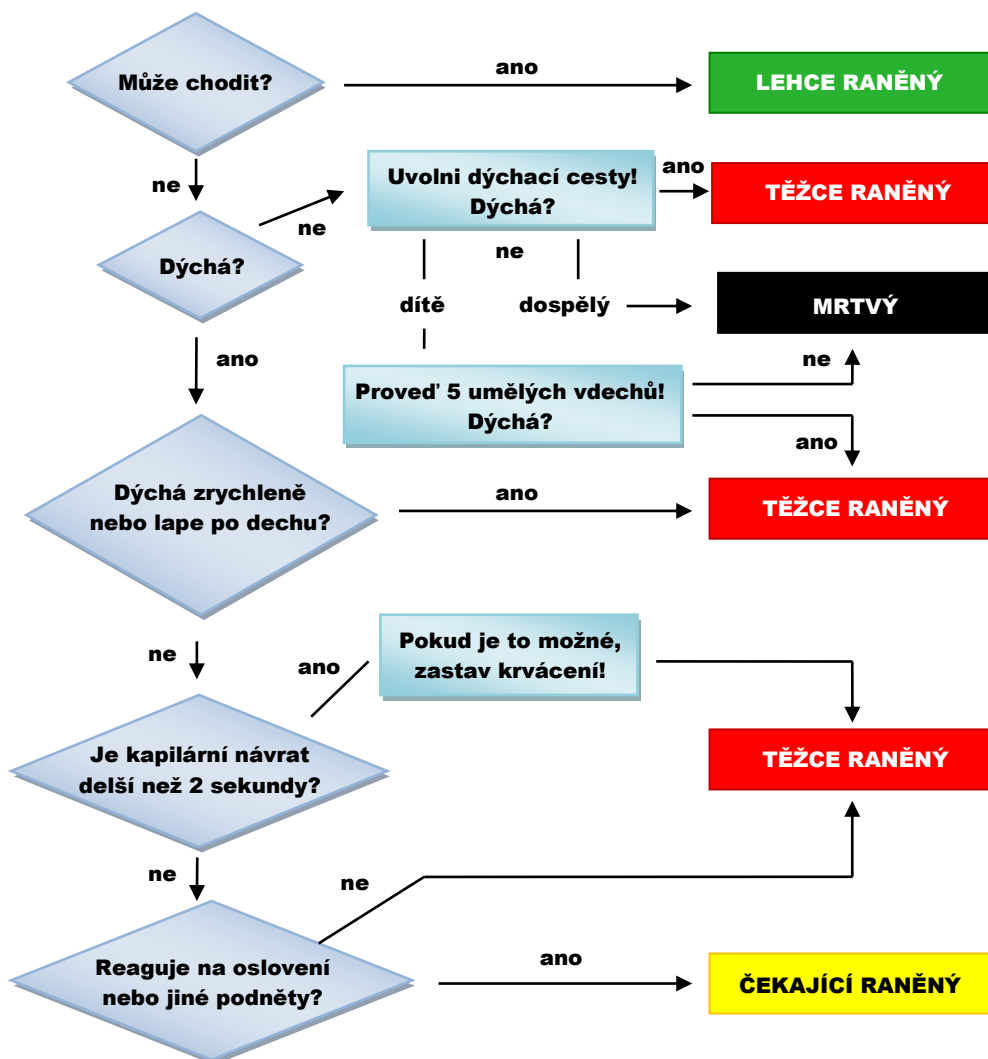 Může chodit?
ano
LEHCE RANĚNÝ
ne
Uvolni dýchací cesty!
Dýchá?
ano
TĚŽCE RANĚNÝ
ne
Dýchá?
ne
dítě
dospělý
MRTVÝ
ano
ne
Proveď 5 umělých vdechů!
Dýchá?
ano
Dýchá zrychleně
nebo lape po dechu?
ano
TĚŽCE RANĚNÝ
ne
ano
Pokud je to možné,
zastav krvácení!
Je kapilární návrat
delší než 2 sekundy?
TĚŽCE RANĚNÝ
ne
ne
Reaguje na oslovení
nebo jiné podněty?
ano
ČEKAJÍCÍ RANĚNÝ